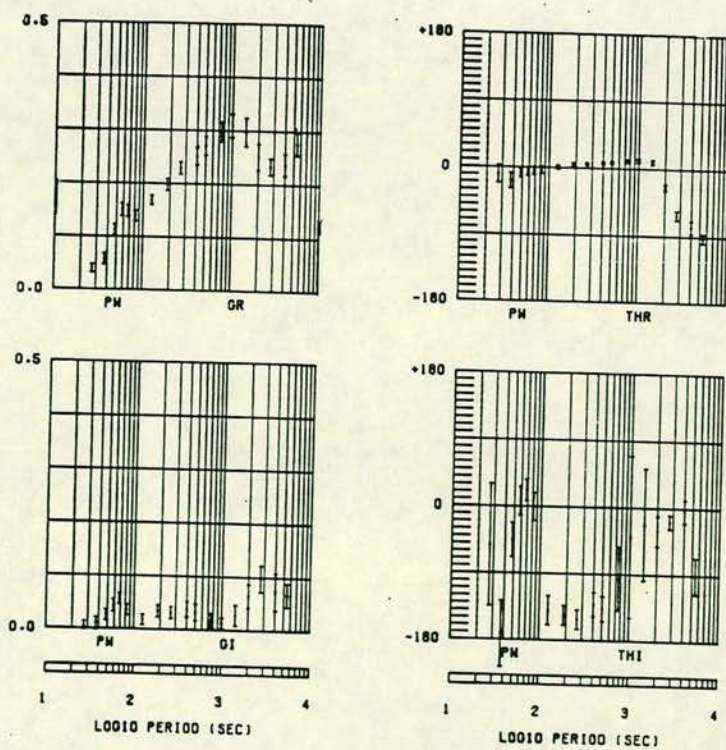 0.5
0.0
PW GR
+180
0
-180
PW THR
0.5
0.0
PW GI
+180
0
-180
PW THI
1 2 3 4
LOG10 PERIOD (SEC)
1 2 3 4
LOG10 PERIOD (SEC)